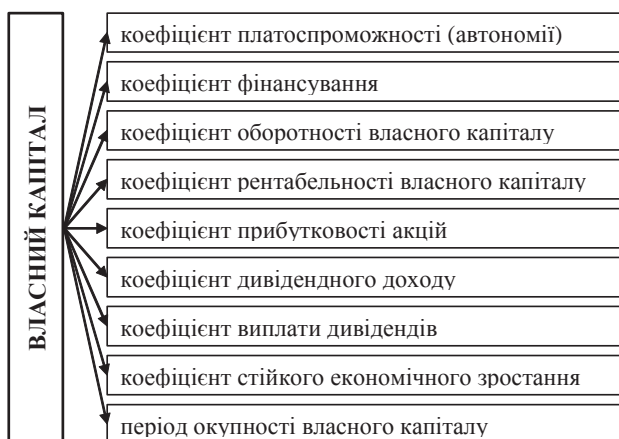 ВЛАСНИЙ КАПІТАЛ
коефіцієнт платоспроможності (автономії)
коефіцієнт фінансування
коефіцієнт оборотності власного капіталу
коефіцієнт рентабельності власного капіталу
коефіцієнт прибутковості акцій
коефіцієнт дивідендного доходу
коефіцієнт виплати дивідендів
коефіцієнт стійкого економічного зростання
період окупності власного капіталу